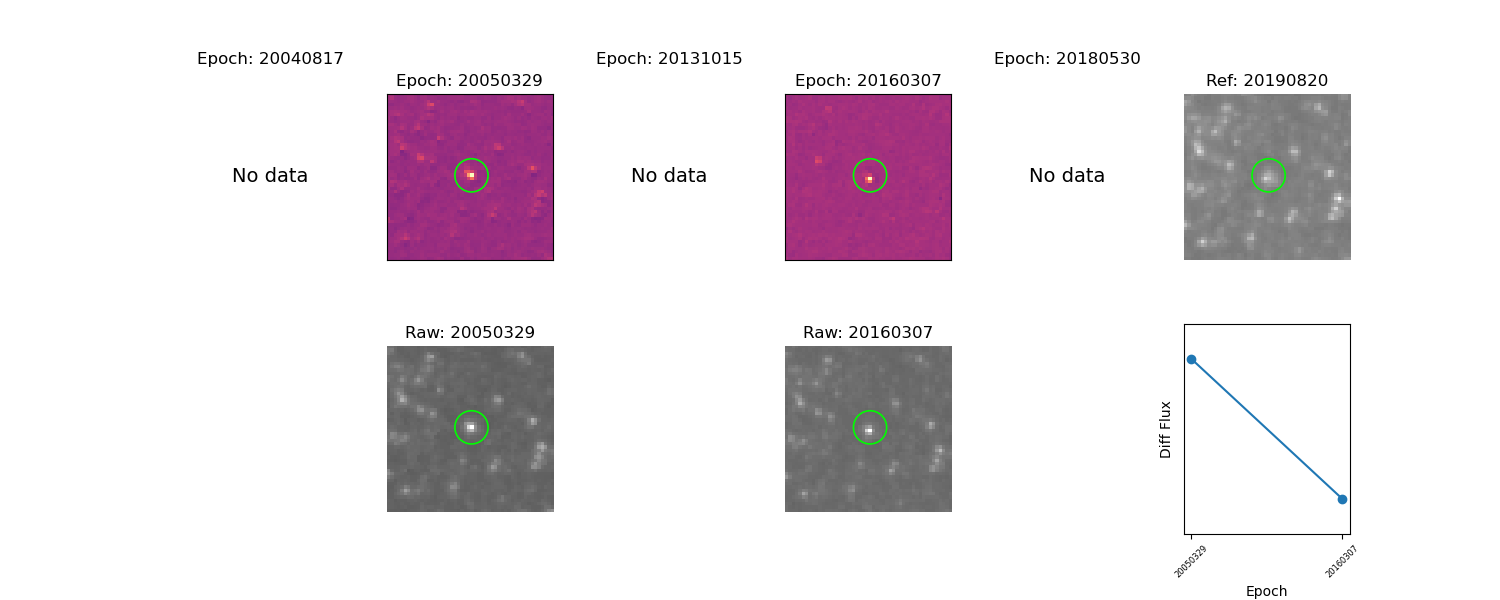 Epoch: 20040817
Epoch: 20050329
Epoch: 20131015
Epoch: 20160307
Epoch: 20180530
Ref: 20190820
No data
No data
No data
Raw: 20050329
Raw: 20160307
Diff Flux
20050329
20160307
Epoch